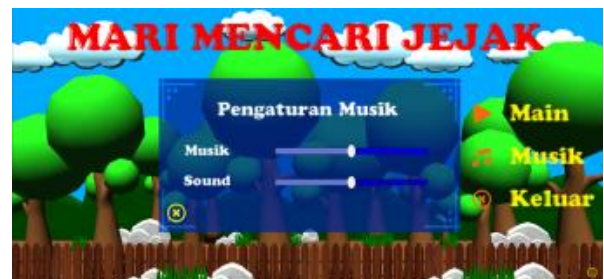 MARI MENCARI JEJAK
Pengaturan Musik
Musik
Sound
Main
Musik
Keluar